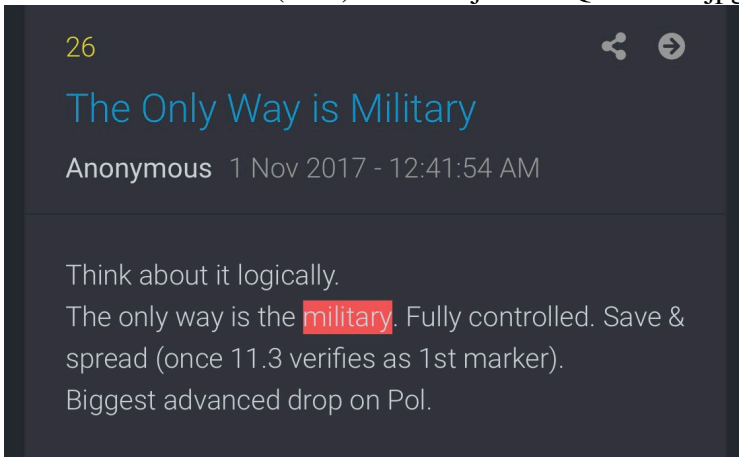 26
The Only Way is Military
Anonymous 1 Nov 2017 - 12:41:54 AM
Think about it logically.
The only way is the military. Fully controlled. Save &
spread (once 11.3 verifies as 1st marker).
Biggest advanced drop on Pol.